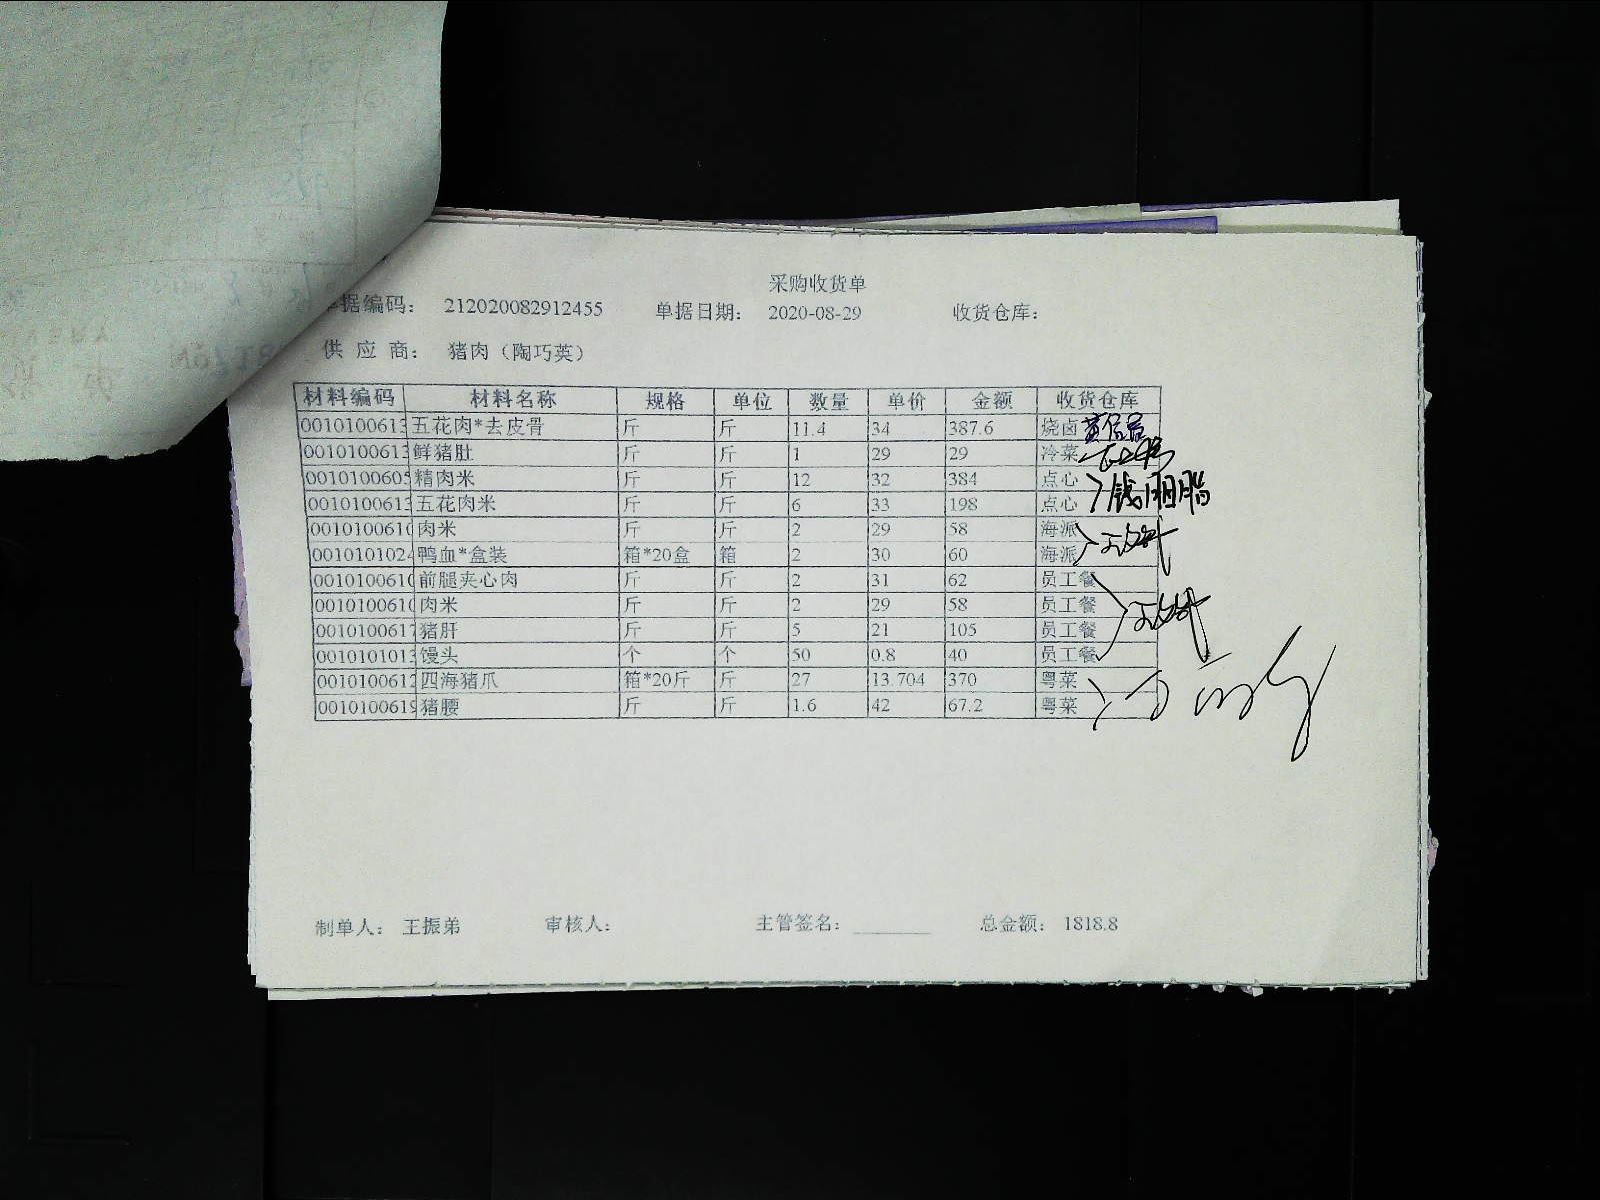 采购收货单
单据编码： 212020082912455 单据日期： 2020-08-29 收货仓库：
供 应 商： 猪肉（陶巧英）
材料编码 材料名称 规格 单位 数量 单价 金额 收货仓库
0010100613 五花肉*去皮骨 斤 斤 11.4 34 387.6 烧卤
0010100613 鲜猪肚 斤 斤 1 29 29 冷菜
0010100605 精肉米 斤 斤 12 32 384 点心
0010100613 五花肉米 斤 斤 6 33 198 点心
0010100610 肉米 斤 斤 2 29 58 海派
0010101024 鸭血*盒装 箱*20盒 箱 2 30 60 海派
0010100610 前腿夹心肉 斤 斤 2 31 62 员工餐
0010100610 肉米 斤 斤 2 29 58 员工餐
0010100617 猪肝 斤 斤 5 21 105 员工餐
0010101013 馒头 个 个 50 0.8 40 员工餐
0010100612 四海猪爪 箱*20斤 斤 27 13.704 370 粤菜
0010100619 猪腰 斤 斤 1.6 42 67.2 粤菜
制单人： 王振弟 审核人： 主管签名： 总金额： 1818.8